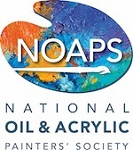 NOAPS
NATIONAL
OIL & ACRYLIC
PAINTERS' SOCIETY